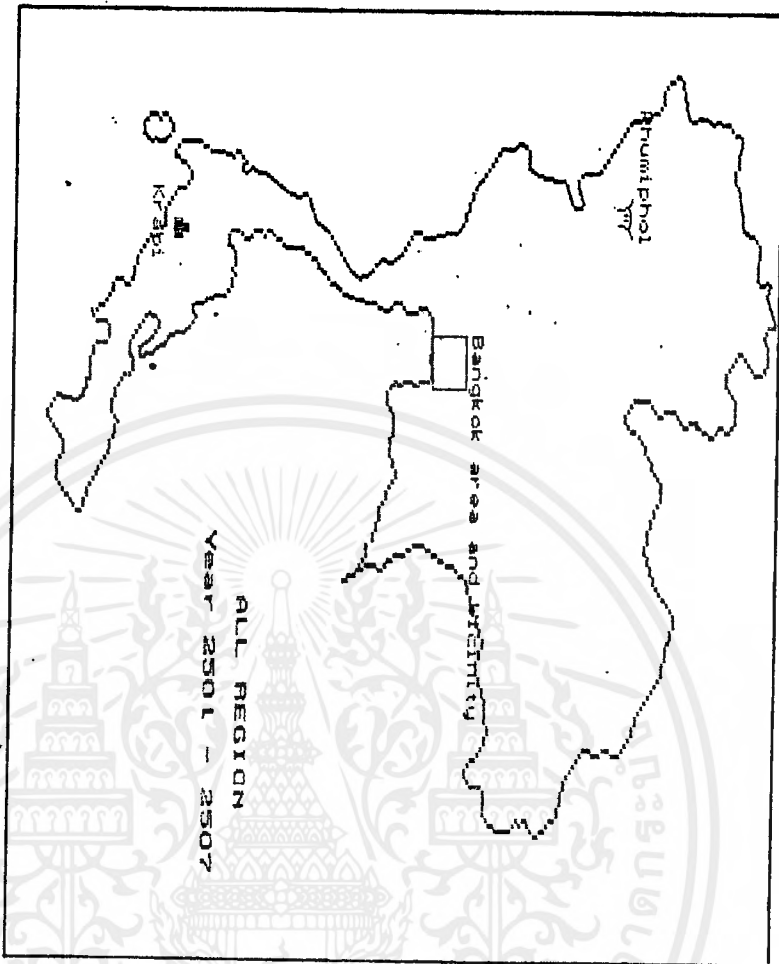 Bhumiphol
Bangkok area and vicinity
Krabi
ALL REGION
Year 2501 - 2507